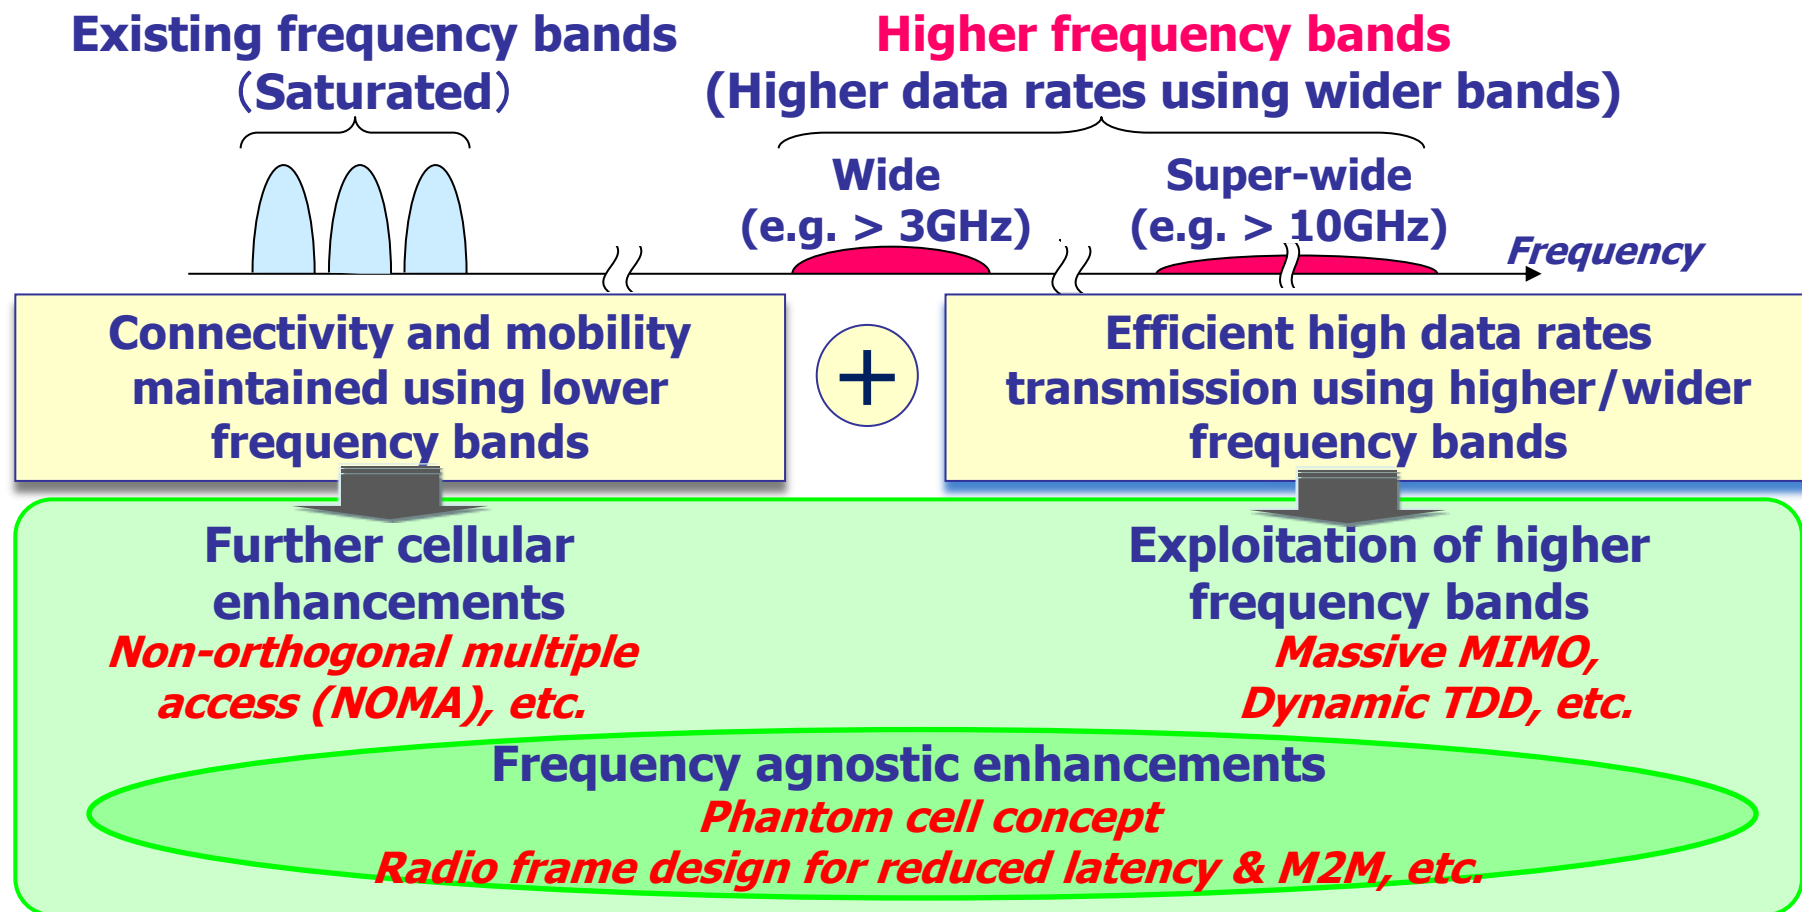 Existing frequency bands
（Saturated）
Higher frequency bands
(Higher data rates using wider bands)
Wide
(e.g. > 3GHz)
Super-wide
(e.g. > 10GHz)
Frequency
Connectivity and mobility
maintained using lower
frequency bands
+
Efficient high data rates
transmission using higher/wider
frequency bands
Further cellular
enhancements
Non-orthogonal multiple
access (NOMA), etc.
Exploitation of higher
frequency bands
Massive MIMO,
Dynamic TDD, etc.
Frequency agnostic enhancements
Phantom cell concept
Radio frame design for reduced latency & M2M, etc.